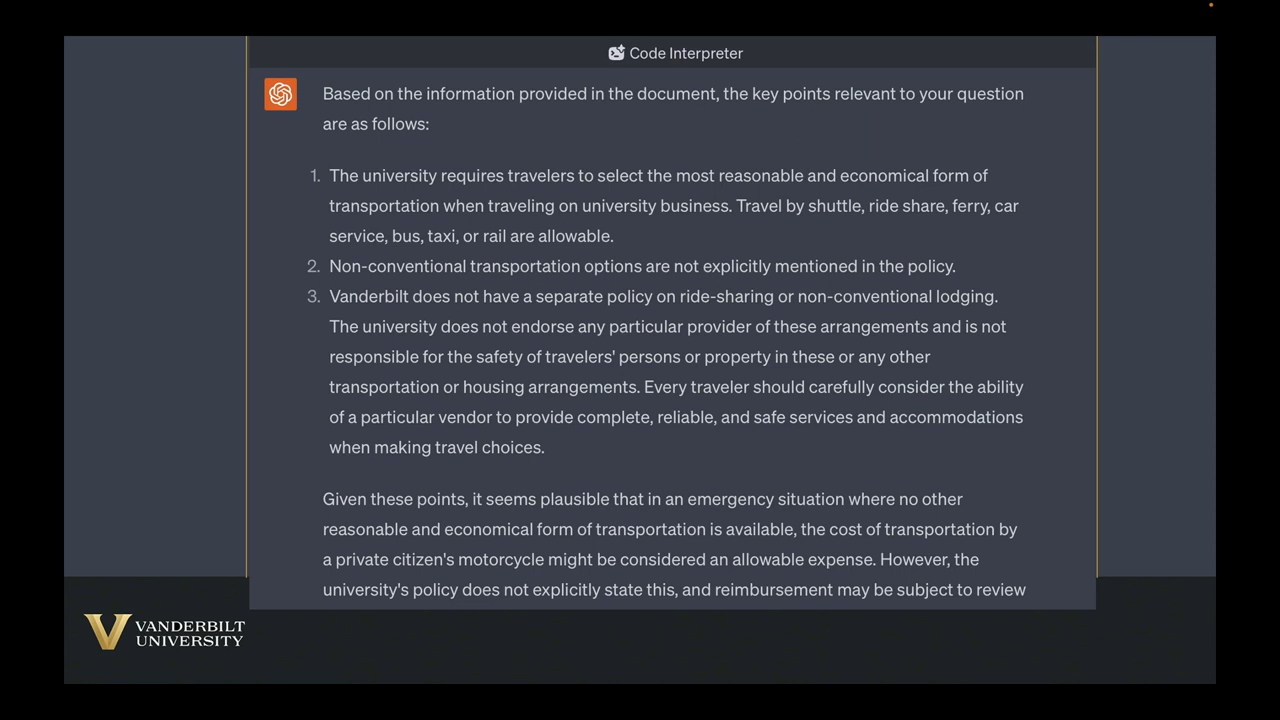 Code Interpreter
Based on the information provided in the document, the key points relevant to your question
are as follows:
1. The university requires travelers to select the most reasonable and economical form of
transportation when traveling on university business. Travel by shuttle, ride share, ferry, car
service, bus, taxi, or rail are allowable.
2. Non-conventional transportation options are not explicitly mentioned in the policy.
3. Vanderbilt does not have a separate policy on ride-sharing or non-conventional lodging.
The university does not endorse any particular provider of these arrangements and is not
responsible for the safety of travelers' persons or property in these or any other
transportation or housing arrangements. Every traveler should carefully consider the ability
of a particular vendor to provide complete, reliable, and safe services and accommodations
when making travel choices.
Given these points, it seems plausible that in an emergency situation where no other
reasonable and economical form of transportation is available, the cost of transportation by
a private citizen's motorcycle might be considered an allowable expense. However, the
university's policy does not explicitly state this, and reimbursement may be subject to review
VANDERBILT
UNIVERSITY